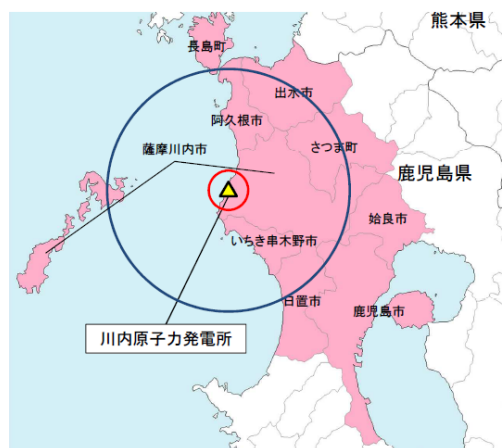 熊本県
長島町
出水市
阿久根市
薩摩川内市
さつま町
鹿児島県
姶良市
いちき串木野市
日置市
鹿児島市
川内原子力発電所